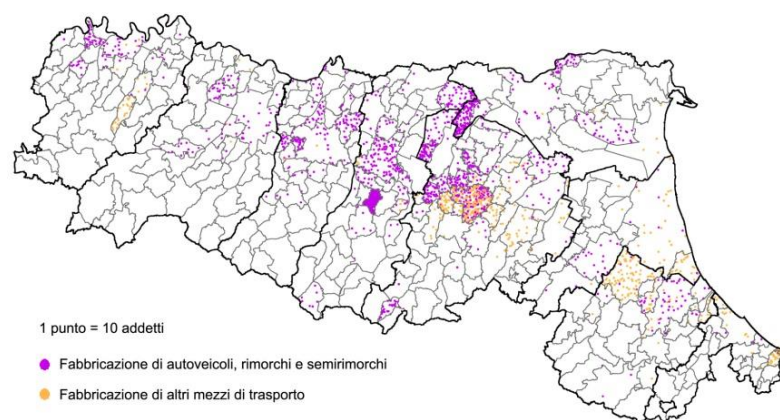 1 punto = 10 addetti
Fabbricazione di autoveicoli, rimorchi e semirimorchi
Fabbricazione di altri mezzi di trasporto